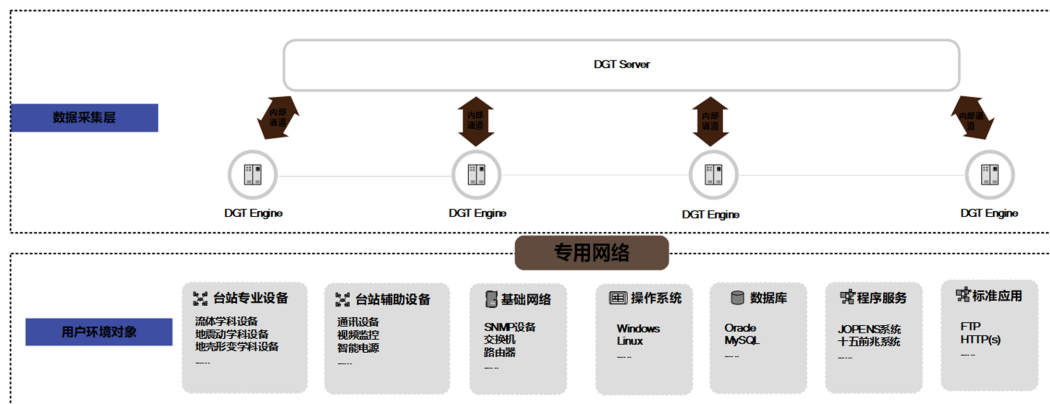 DGT Server
数据采集层
内部
通道
内部
通道
内部
通道
内部通
道
DGT Engine
DGT Engine
DGT Engine
DGT Engine
专用网络
用户环境对象
台站专业设备
流体学科设备
地震动学科设备
地壳形变学科设备
......
台站辅助设备
通讯设备
视频监控
智能电源
......
基础网络
SNMP设备
交换机
路由器
......
操作系统
Windows
Linux
......
数据库
Oracle
MySQL
......
程序服务
JOPENS系统
十五前兆系统
......
标准应用
FTP
HTTP(s)
......